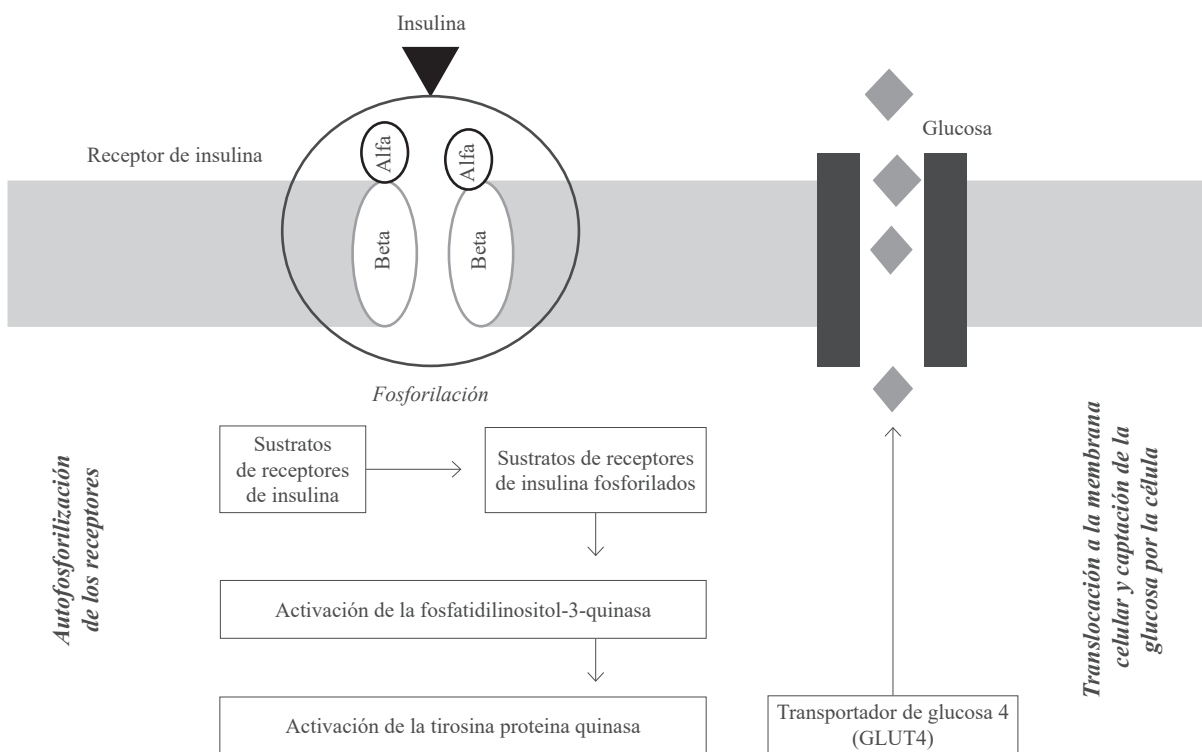 Insulina
Receptor de insulina
Alfa
Alfa
Beta
Beta
Glucosa
Fosforilación
Autofosforilización
de los receptores
Sustratos
de receptores
de insulina
Sustratos de receptores
de insulina fosforilados
Activación de la fosfatidilinositol-3-quinasa
Activación de la tirosina proteina quinasa
Transportador de glucosa 4
(GLUT4)
Translocación a la membrana
celular y captación de la
glucosa por la célula